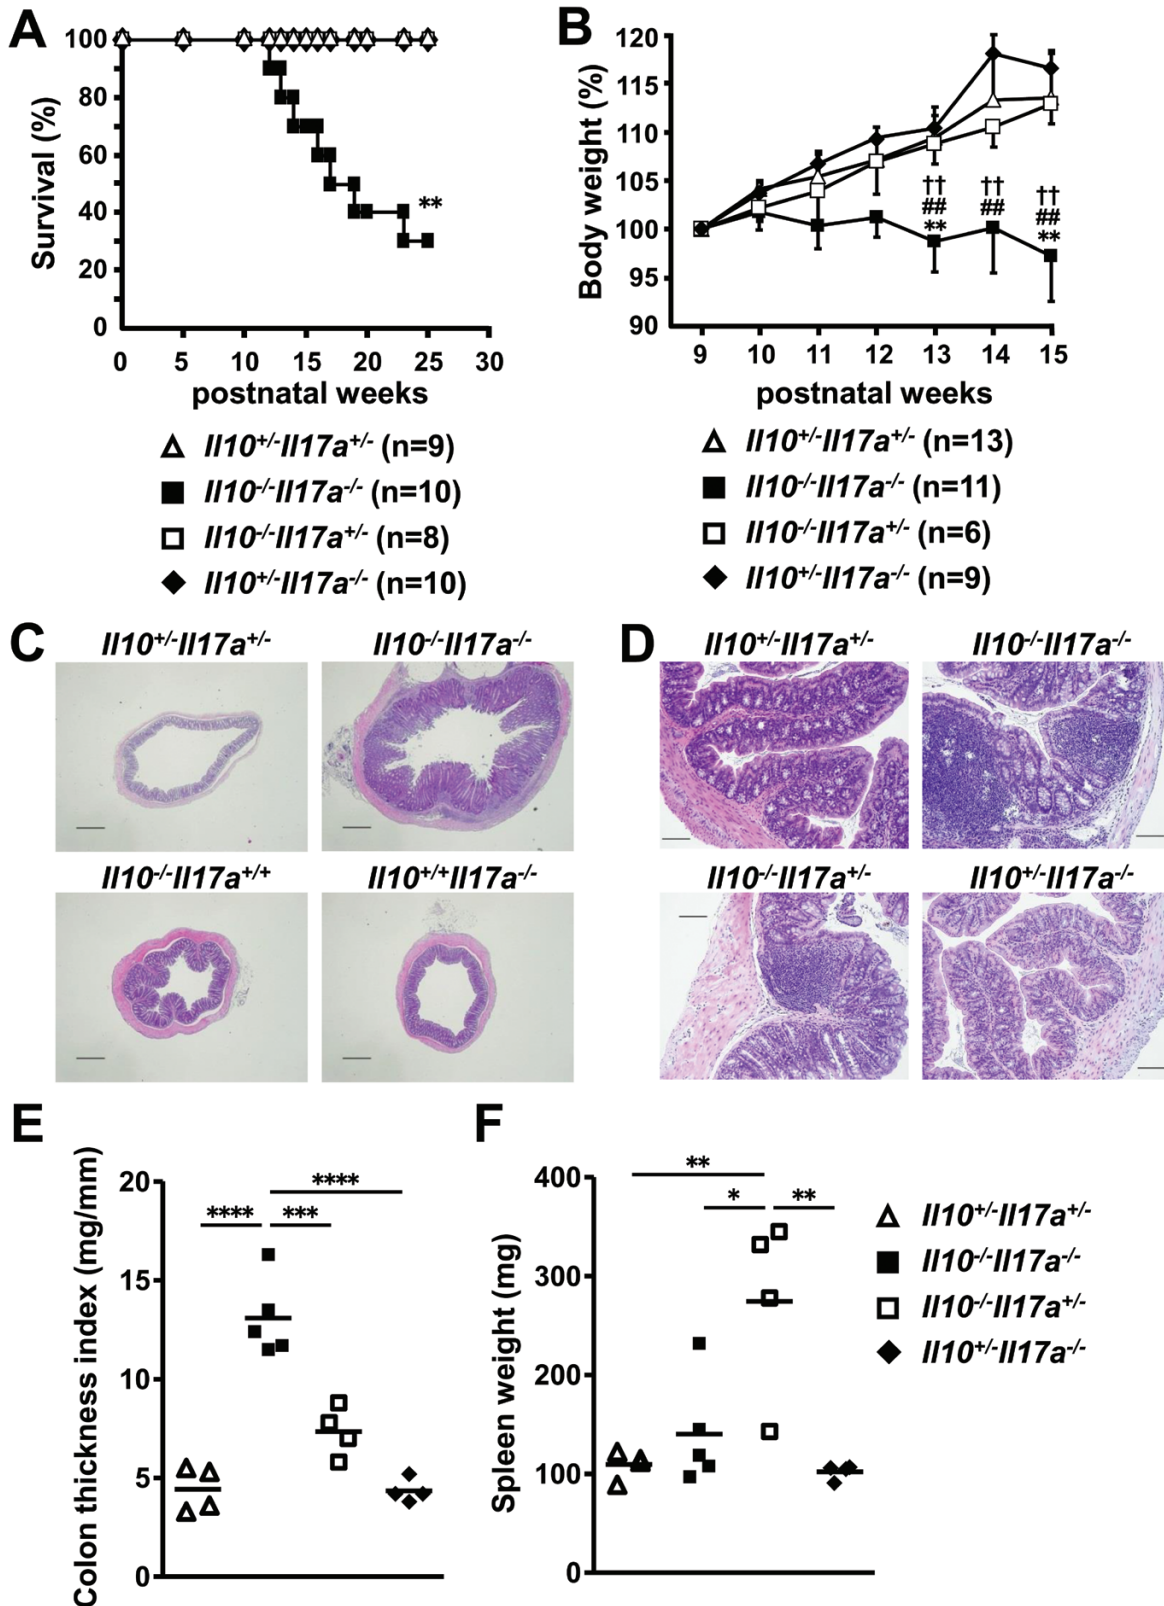 A
Survival (%)
100
80
60
40
20
0
**
0 5 10 15 20 25 30
postnatal weeks
Il10+/-Il17a+/- (n=9)
Il10-/-Il17a-/- (n=10)
Il10-/-Il17a+/- (n=8)
Il10+/-Il17a-/- (n=10)
B
Body weight (%)
120
115
110
105
100
95
90
†† †† ††
## ## ##
** **
9 10 11 12 13 14 15
postnatal weeks
Il10+/-Il17a+/- (n=13)
Il10-/-Il17a-/- (n=11)
Il10-/-Il17a+/- (n=6)
Il10+/-Il17a-/- (n=9)
C
Il10+/-Il17a+/- Il10-/-Il17a-/-
Il10-/-Il17a+/+ Il10+/+Il17a-/-
D
Il10+/-Il17a+/- Il10-/-Il17a-/-
Il10-/-Il17a+/- Il10+/-Il17a-/-
E
Colon thickness index (mg/mm)
20
15
10
5
0
****
**** ***
F
Spleen weight (mg)
400
300
200
100
0
**
* **
Il10+/-Il17a+/-
Il10-/-Il17a-/-
Il10-/-Il17a+/-
Il10+/-Il17a-/-